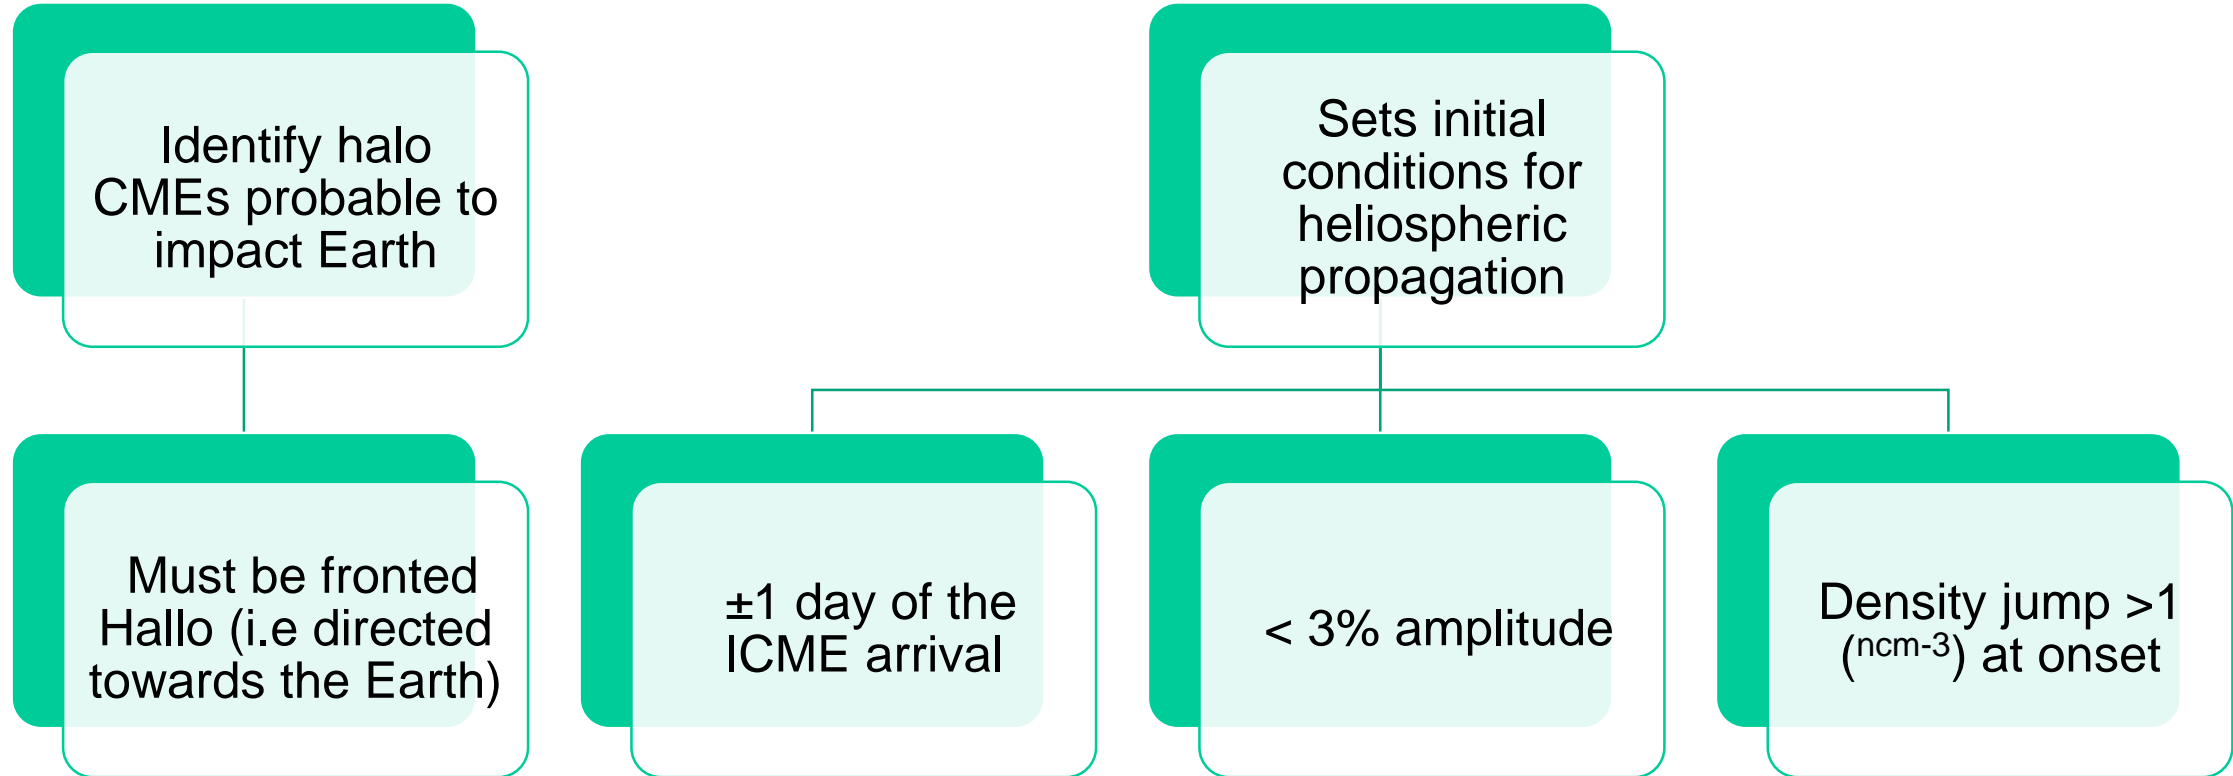 Identify halo
CMEs probable to
impact Earth
Sets initial
conditions for
heliospheric
propagation
Must be fronted
Hallo (i.e directed
towards the Earth)
±1 day of the
ICME arrival
< 3% amplitude
Density jump >1
(ncm-3) at onset